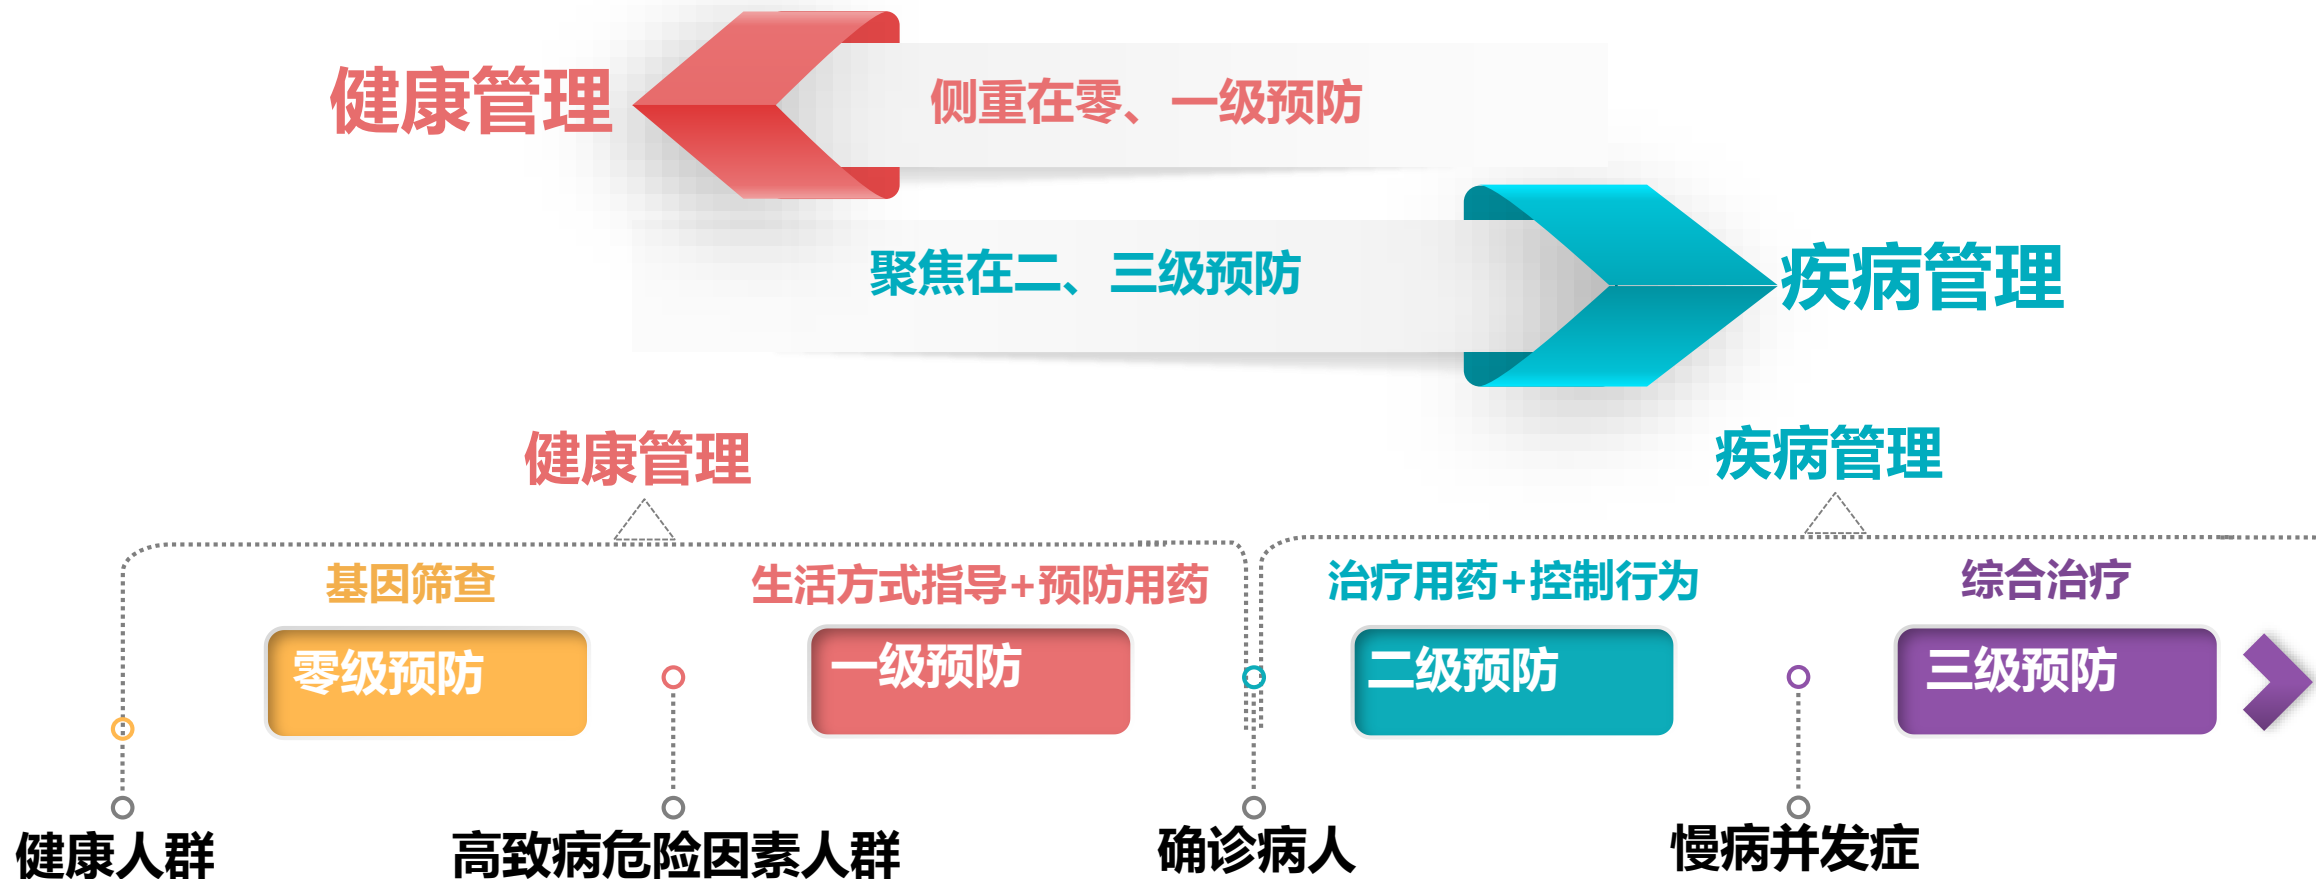 健康管理
侧重在零、一级预防
聚焦在二、三级预防
疾病管理
健康管理
疾病管理
基因筛查
生活方式指导+预防用药
治疗用药+控制行为
综合治疗
零级预防
一级预防
二级预防
三级预防
健康人群
高致病危险因素人群
确诊病人
慢病并发症